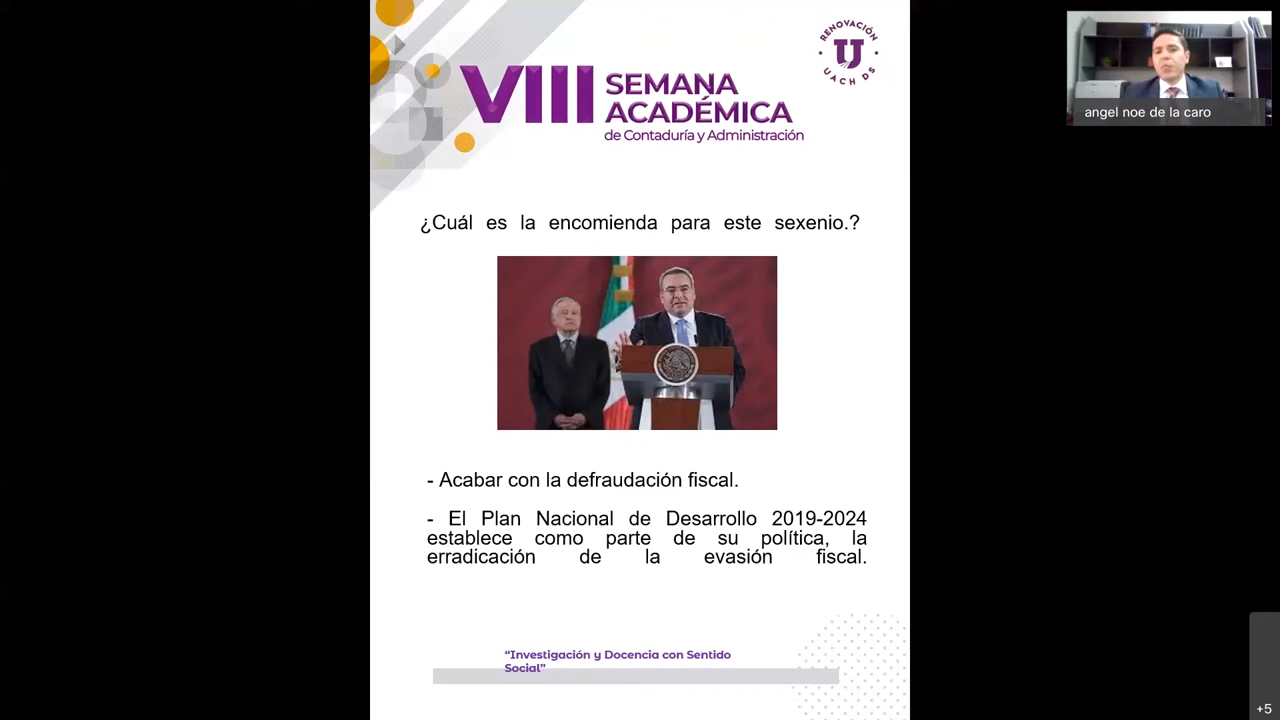 VIII SEMANA
ACADÉMICA
de Contaduría y Administración
RENOVACIÓN
U
UACH DS
angel noe de la caro
¿Cuál es la encomienda para este sexenio.?
- Acabar con la defraudación fiscal.
- El Plan Nacional de Desarrollo 2019-2024
establece como parte de su política, la
erradicación de la evasión fiscal.
“Investigación y Docencia con Sentido
Social”
+5